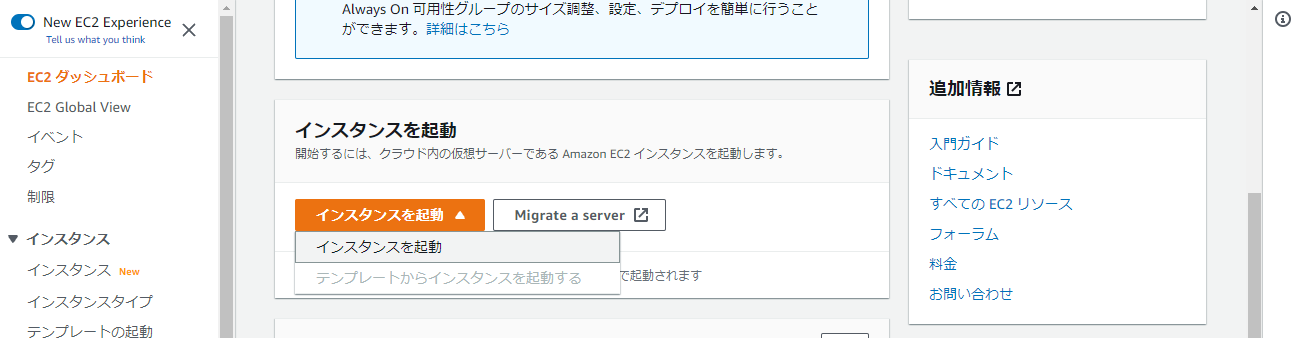 New EC2 Experience
Tell us what you think
EC2 ダッシュボード
EC2 Global View
イベント
タグ
制限
インスタンス
インスタンス New
インスタンスタイプ
テンプレートの起動
Always On 可用性グループのサイズ調整、設定、デプロイを簡単に行うこと
ができます。詳細はこちら
インスタンスを起動
開始するには、クラウド内の仮想サーバーである Amazon EC2 インスタンスを起動します。
インスタンスを起動
Migrate a server
インスタンスを起動
テンプレートからインスタンスを起動する
で起動されます
追加情報
入門ガイド
ドキュメント
すべての EC2 リソース
フォーラム
料金
お問い合わせ